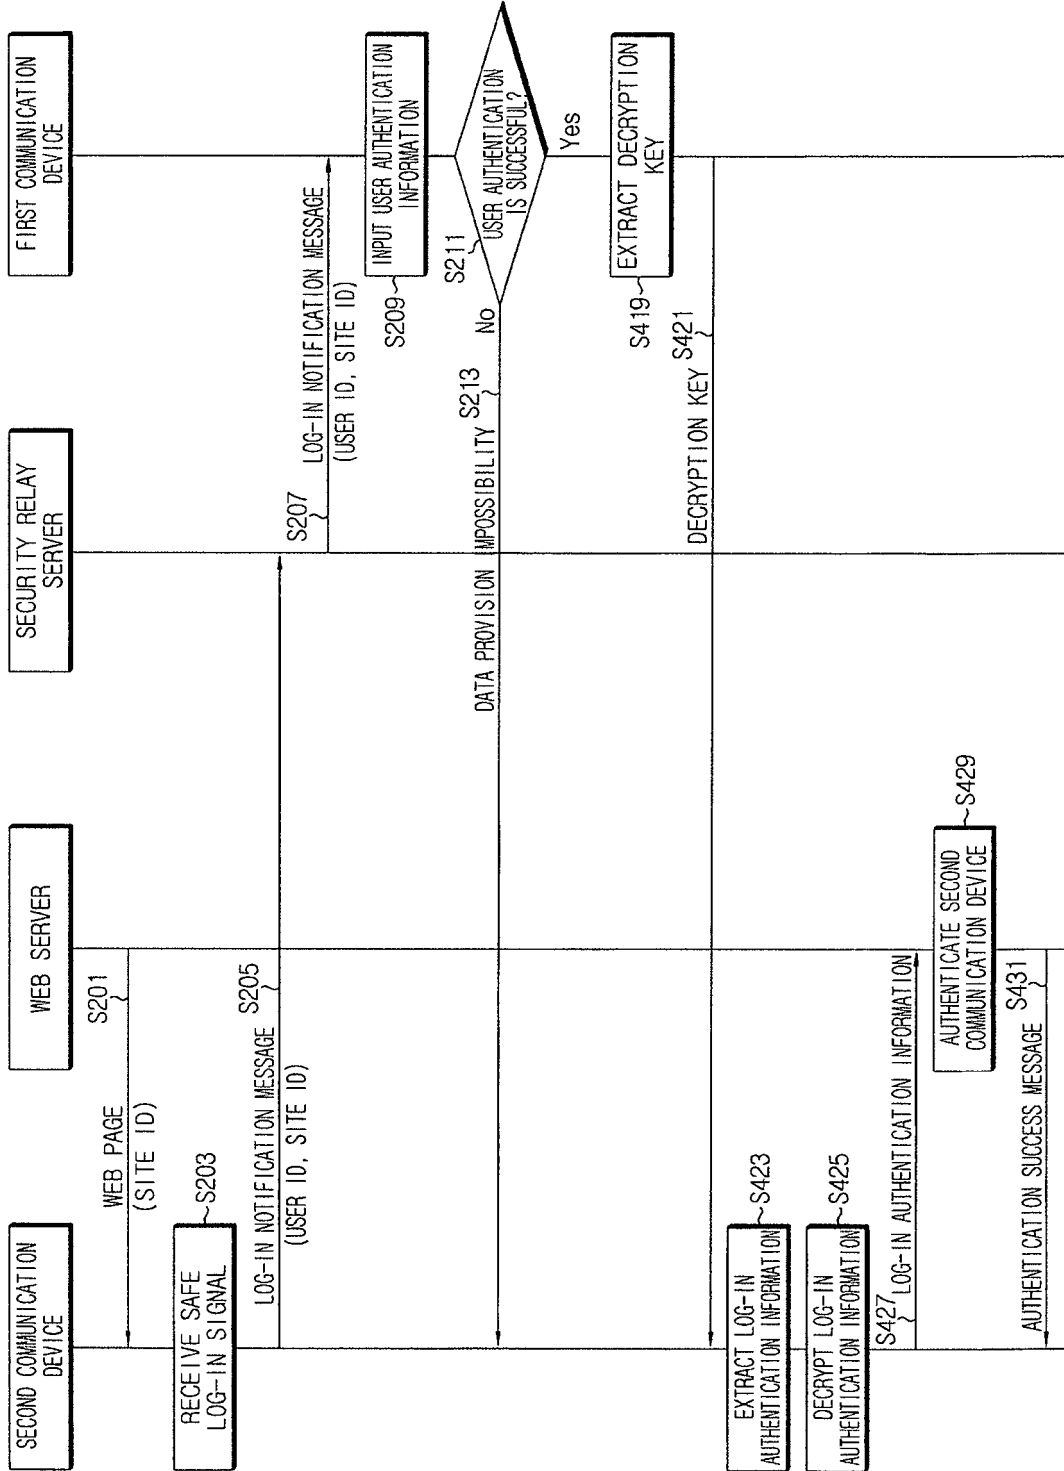 SECOND COMMUNICATION
DEVICE
WEB SERVER
SECURITY RELAY
SERVER
FIRST COMMUNICATION
DEVICE
S201
WEB PAGE
(SITE ID)
RECEIVE SAFE
LOG-IN SIGNAL
S203
LOG-IN NOTIFICATION MESSAGE
S205
(USER ID, SITE ID)
S207
LOG-IN NOTIFICATION MESSAGE
(USER ID, SITE ID)
INPUT USER AUTHENTICATION
INFORMATION
S209
S211
USER AUTHENTICATION
IS SUCCESSFUL?
No
Yes
DATA PROVISION IMPOSSIBILITY
S213
EXTRACT DECRYPTION
KEY
S419
DECRYPTION KEY
S421
EXTRACT LOG-IN
AUTHENTICATION INFORMATION
S423
DECRYPT LOG-IN
AUTHENTICATION INFORMATION
S425
S427
LOG-IN AUTHENTICATION INFORMATION
AUTHENTICATE SECOND
COMMUNICATION DEVICE
S429
AUTHENTICATION SUCCESS MESSAGE
S431